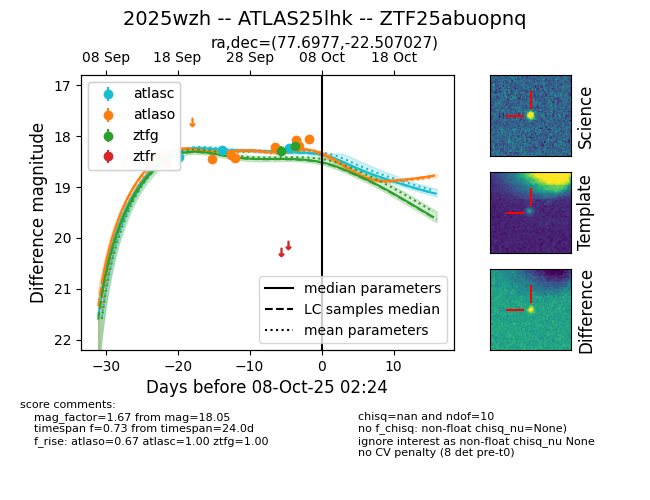 2025wzh -- ATLAS25lhk -- ZTF25abuopnq
ra,dec=(77.6977,-22.507027)
08 Sep 18 Sep 28 Sep 08 Oct 18 Oct
17
18
19
20
21
22
Difference magnitude
atlasc
atlaso
ztfg
ztfr
median parameters
LC samples median
mean parameters
−30 −20 −10 0 10
Days before 08-Oct-25 02:24
Science
Template
Difference
score comments:
mag_factor=1.67 from mag=18.05
timespan f=0.73 from timespan=24.0d
f_rise: atlaso=0.67 atlasc=1.00 ztfg=1.00
chisq=nan and ndof=10
no f_chisq: non-float chisq_nu=None)
ignore interest as non-float chisq_nu None
no CV penalty (8 det pre-t0)